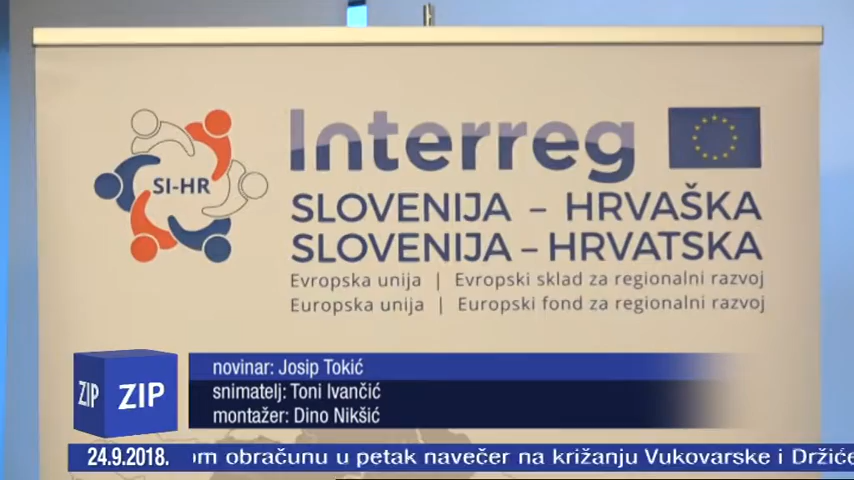 Interreg
SI-HR
SLOVENIJA – HRVAŠKA
SLOVENIJA – HRVATSKA
Evropska unija | Evropski sklad za regionalni razvoj
Europska unija | Europski fond za regionalni razvoj
ZIP ZIP
novinar: Josip Tokić
snimatelj: Toni Ivančić
montažer: Dino Nikšić
24.9.2018. om obračunu u petak navečer na križanju Vukovarske i Držiće